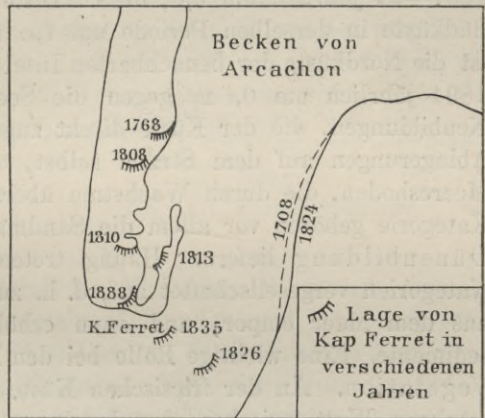 Becken von
Arcachon
1768
1808
1708
1824
1810
1813
1888
K.Ferret
1835
1826
Lage von
Kap Ferret in
verschiedenen
Jahren